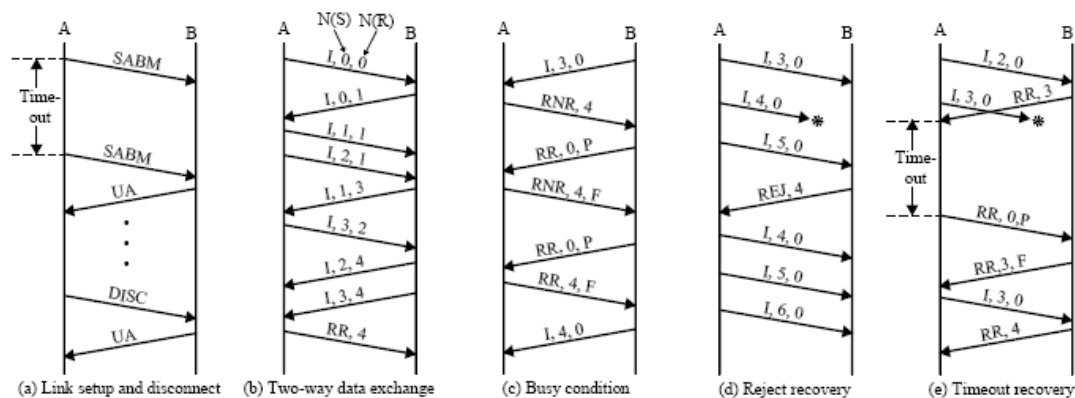 A
B
SABM
Time-
out
SABM
UA
DISC
UA
(a) Link setup and disconnect
N(S) N(R)
A
B
I, 0, 0
I, 0, 1
I, 1, 1
I, 2, 1
I, 1, 3
I, 3, 2
I, 2, 4
I, 3, 4
RR, 4
(b) Two-way data exchange
A
B
I, 3, 0
RNR, 4
RR, 0, P
RNR, 4, F
RR, 0, P
RR, 4, F
I, 4, 0
(c) Busy condition
A
B
I, 3, 0
I, 4, 0
*
I, 5, 0
REJ, 4
I, 4, 0
I, 5, 0
I, 6, 0
(d) Reject recovery
A
B
I, 2, 0
RR, 3
I, 3, 0
*
Time-
out
RR, 0,P
RR,3, F
I, 3, 0
RR, 4
(e) Timeout recovery